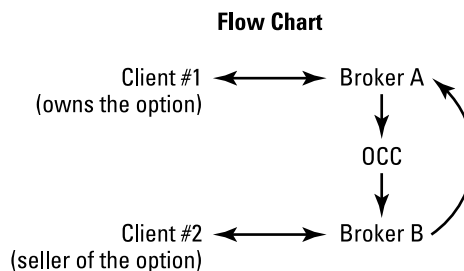 Flow Chart
Client #1 Broker A
(owns the option)
OCC
Client #2 Broker B
(seller of the option)